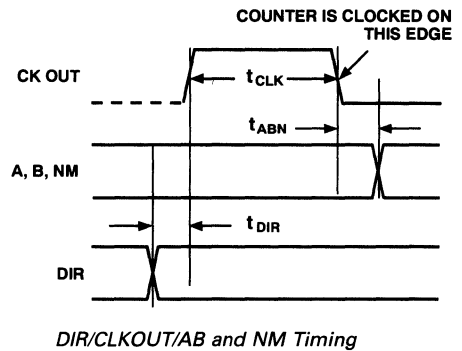 COUNTER IS CLOCKED ON
THIS EDGE
CK OUT
tCLK
tABN
A, B, NM
tDIR
DIR
DIR/CLKOUT/AB and NM Timing